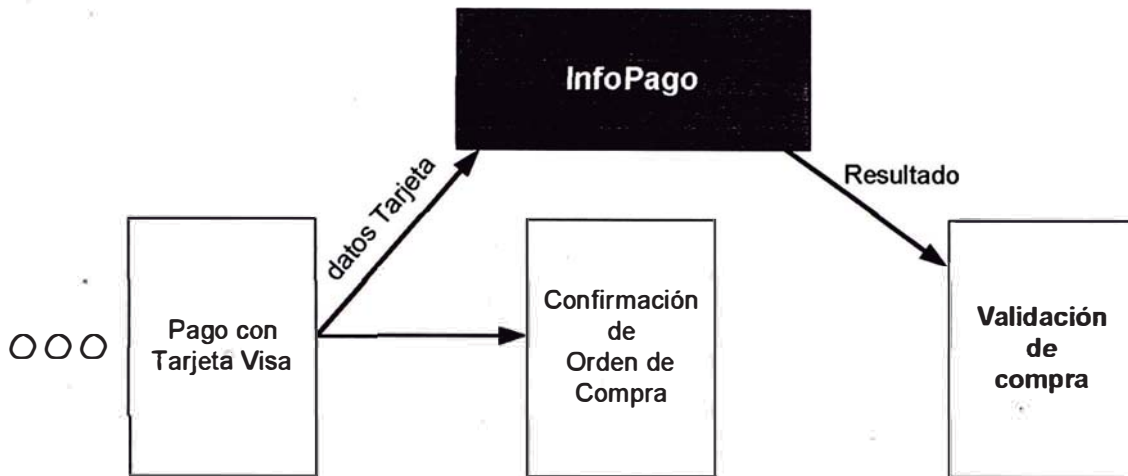 InfoPago
datos Tarjeta
Resultado
Pago con
Tarjeta Visa
Confirmación
de
Orden de
Compra
Validación
de
compra